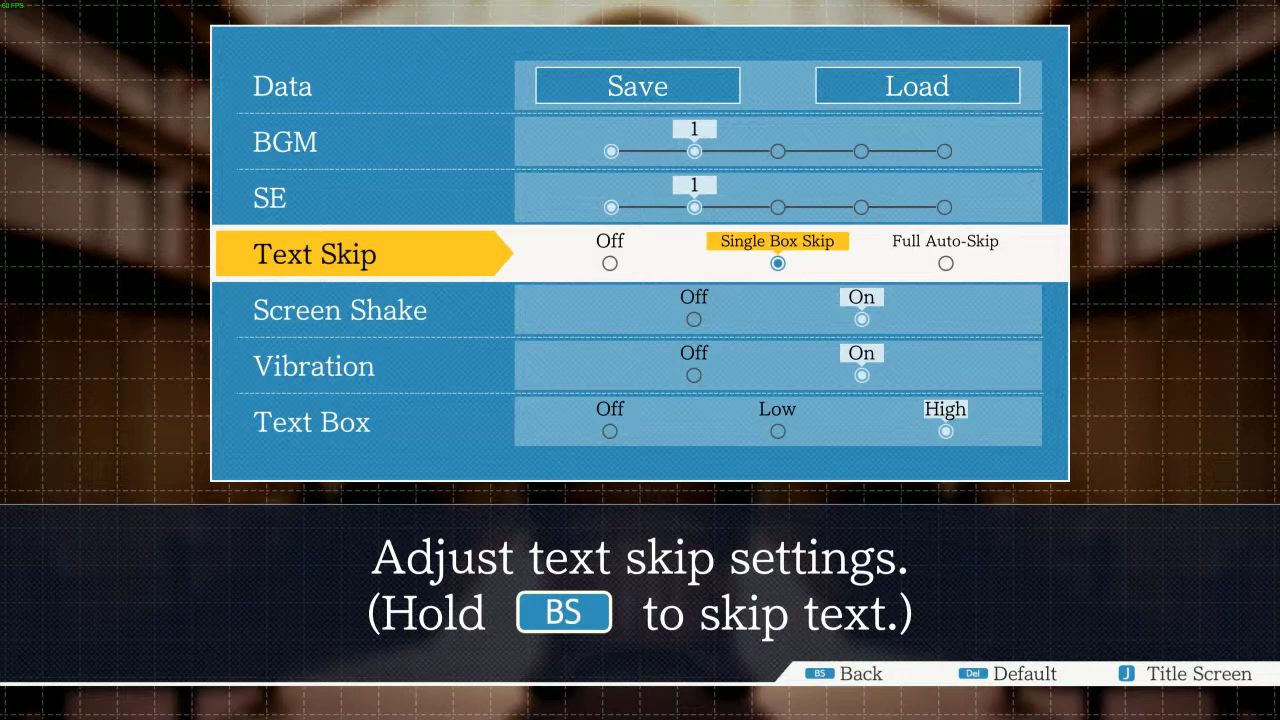 60 FPS
Data Save Load
BGM 1
SE 1
Text Skip Off Single Box Skip Full Auto-Skip
Screen Shake Off On
Vibration Off On
Text Box Off Low High
Adjust text skip settings.
(Hold BS to skip text.)
BS Back Del Default J Title Screen